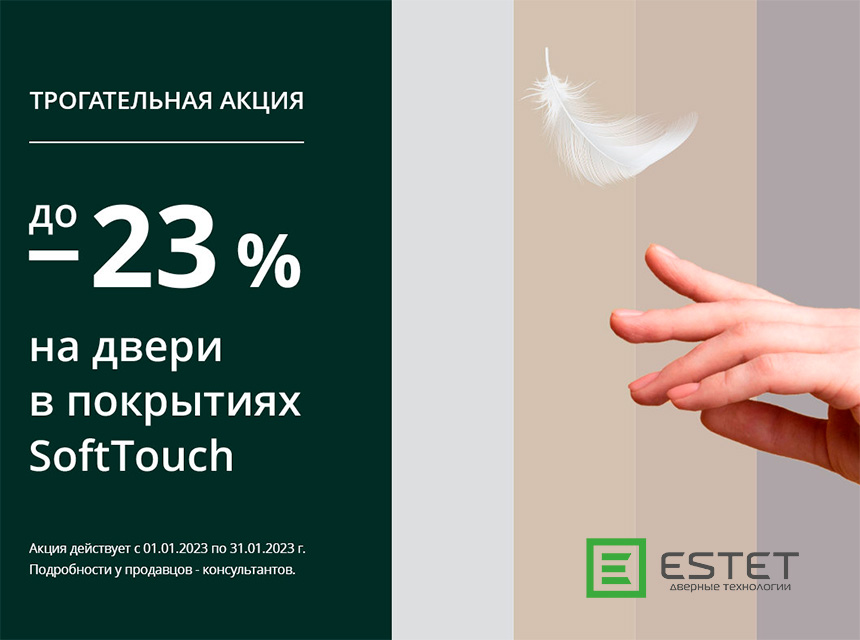 ТРОГАТЕЛЬНАЯ АКЦИЯ
до
–23 %
на двери
в покрытиях
SoftTouch
Акция действует с 01.01.2023 по 31.01.2023 г.
Подробности у продавцов - консультантов.
ESTET
дверные технологии